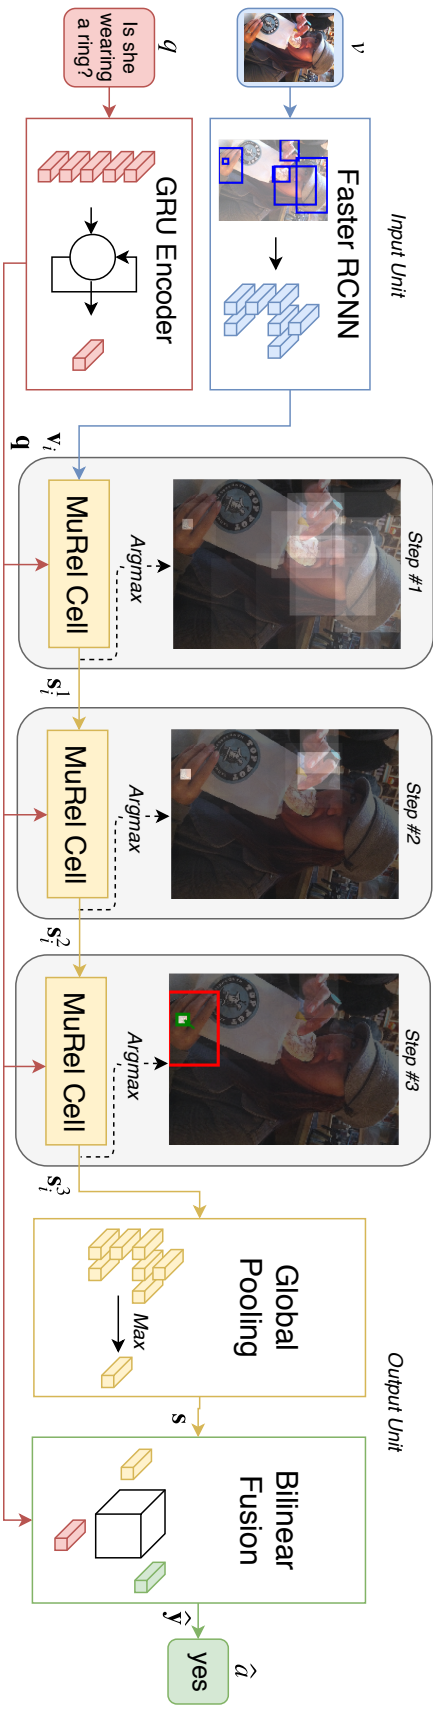 v
q
Is she
wearing
a ring?
Input Unit
Faster RCNN
GRU Encoder
v_i
q
Step #1
Argmax
MuRel Cell
s_i^1
Step #2
Argmax
MuRel Cell
s_i^2
Step #3
Argmax
MuRel Cell
s_i^3
Output Unit
Global
Pooling
Max
s
Bilinear
Fusion
ŷ
â
yes